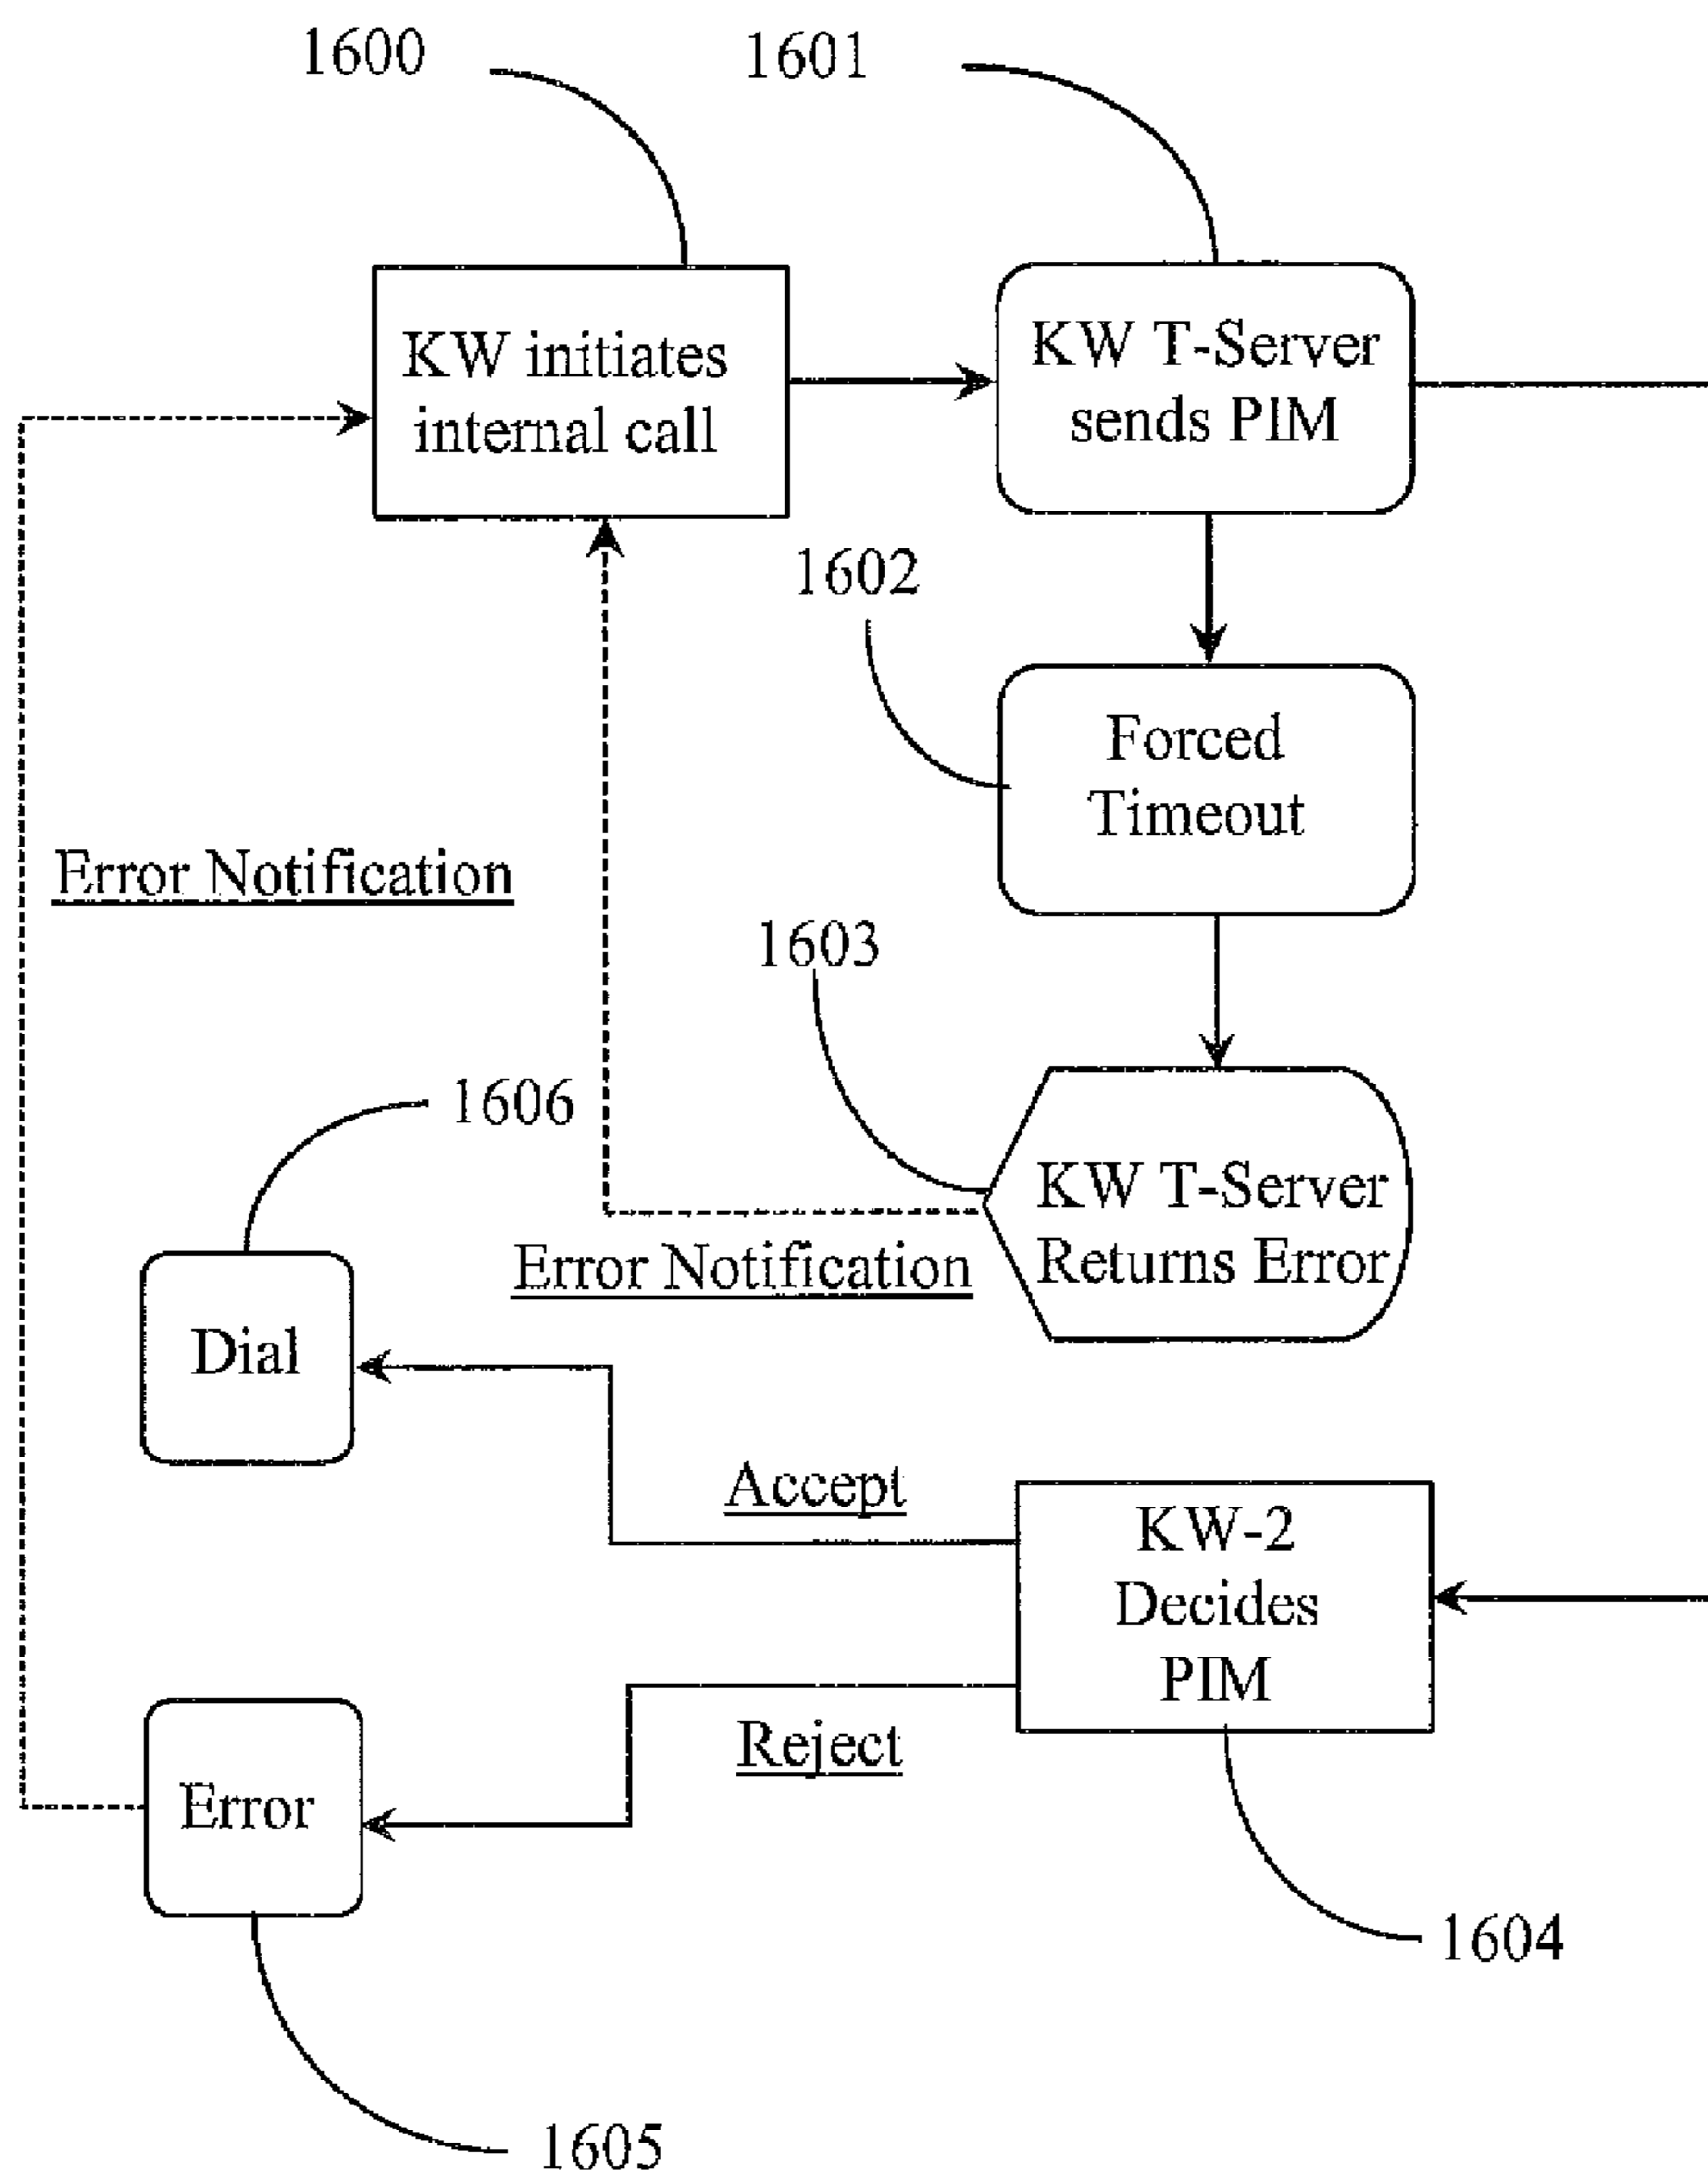 1600
1601
KW initiates
internal call
KW T-Server
sends PIM
1602
Forced
Timeout
Error Notification
1603
1606
KW T-Server
Returns Error
Error Notification
Dial
Accept
KW-2
Decides
PIM
Reject
Error
1604
1605